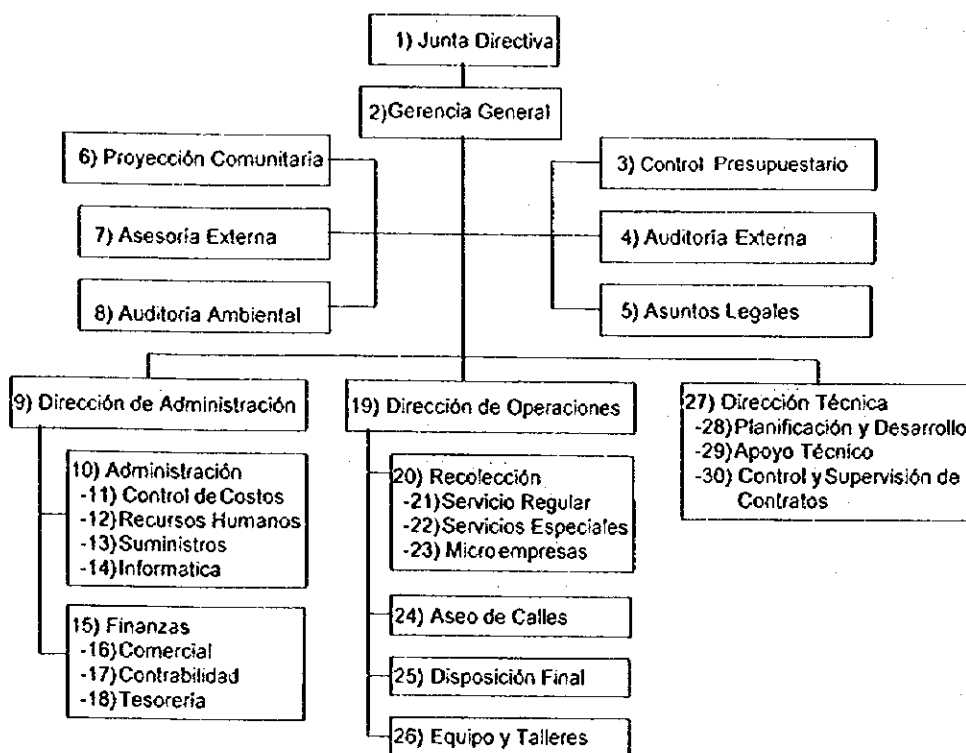 1) Junta Directiva
2)Gerencia General
6) Proyección Comunitaria
7) Asesoría Externa
8) Auditoría Ambiental
3) Control Presupuestario
4) Auditoría Externa
5) Asuntos Legales
9) Dirección de Administración
10) Administración
-11) Control de Costos
-12)Recursos Humanos
-13)Suministros
-14)Informatica
15) Finanzas
-16)Comercial
-17)Contrabilidad
-18)Tesorería
19) Dirección de Operaciones
20) Recolección
-21)Servicio Regular
-22)Servicios Especiales
-23) Microempresas
24) Aseo de Calles
25) Disposición Final
26) Equipo y Talleres
27) Dirección Técnica
-28)Planificación y Desarrollo
-29)Apoyo Técnico
-30) Control y Supervisión de
Contratos